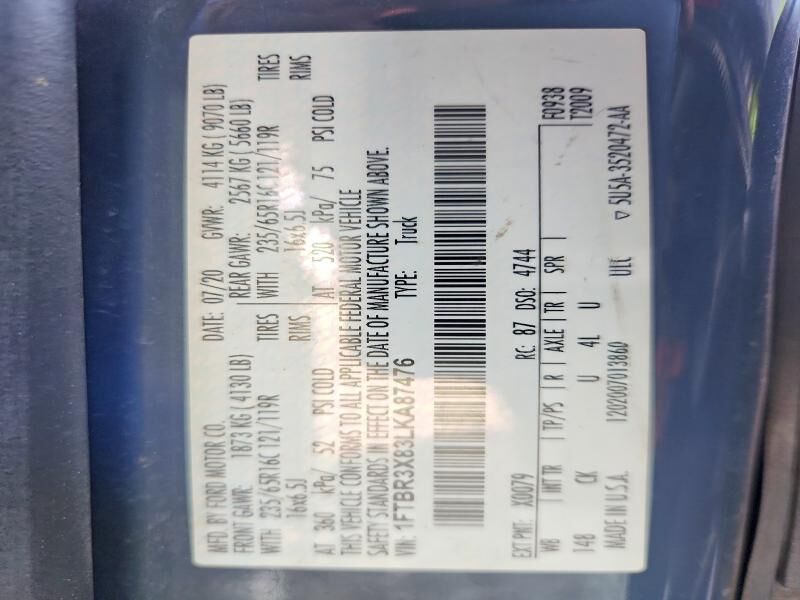 MFD. BY FORD MOTOR CO. DATE: 07/20 GVWR: 4114 KG ( 9070 LB)
FRONT GAWR: 1873 KG ( 4130 LB) REAR GAWR: 2567 KG ( 5660 LB)
WITH 235/65R16C 121/119R TIRES WITH 235/65R16C 121/119R TIRES
16x6.5J RIMS 16x6.5J RIMS
AT 360 kPa/ 52 PSI COLD AT 520 kPa/ 75 PSI COLD
THIS VEHICLE CONFORMS TO ALL APPLICABLE FEDERAL MOTOR VEHICLE
SAFETY STANDARDS IN EFFECT ON THE DATE OF MANUFACTURE SHOWN ABOVE.
VIN: 1FTBR3X83LKA87476 TYPE: Truck
EXT PNT: X0079 RC: 87 DSO: 4744 F0938
WB INT TR TP/PS R AXLE TR SPR T2009
148 CK U 4L U
MADE IN U.S.A. 1202007013860 UIL ▽ 5U5A-3520472-AA